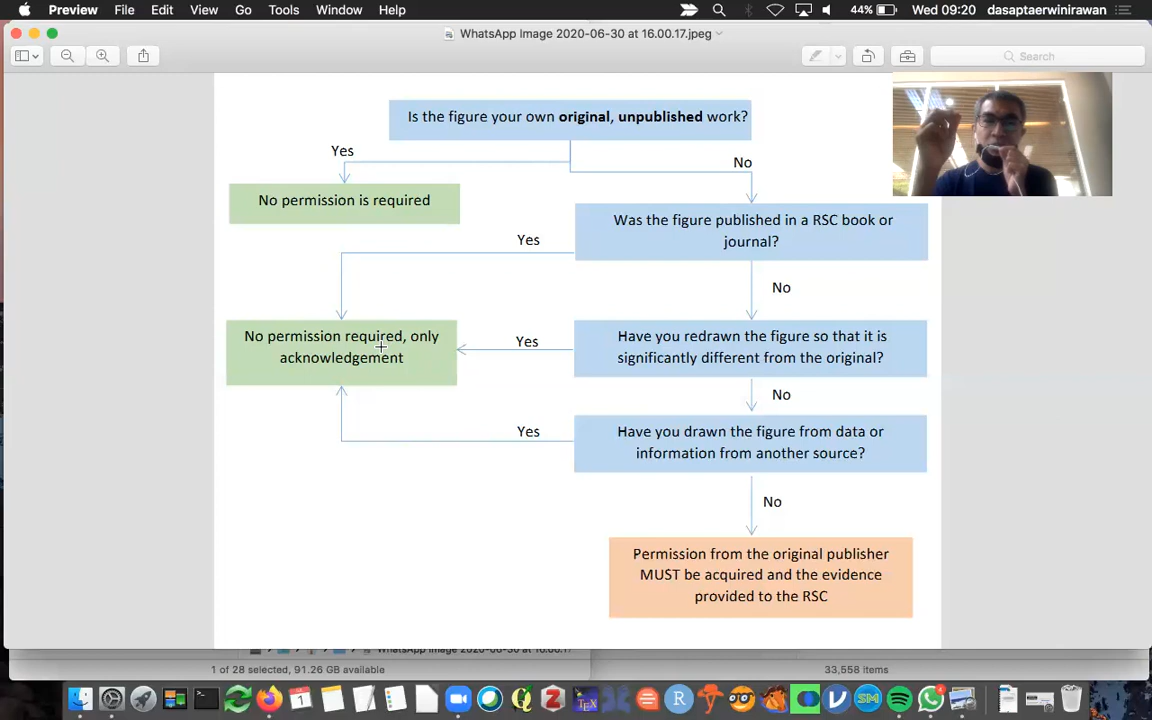 Preview File Edit View Go Tools Window Help 44% Wed 09:20 dasaptaerwinirawan
WhatsApp Image 2020-06-30 at 16.00.17.jpeg
Search
Is the figure your own original, unpublished work?
Yes
No
No permission is required
Was the figure published in a RSC book or
journal?
Yes
No
No permission required, only
acknowledgement
Yes
Have you redrawn the figure so that it is
significantly different from the original?
No
Have you drawn the figure from data or
information from another source?
Yes
No
Permission from the original publisher
MUST be acquired and the evidence
provided to the RSC
1 of 28 selected, 91.26 GB available
33,558 items